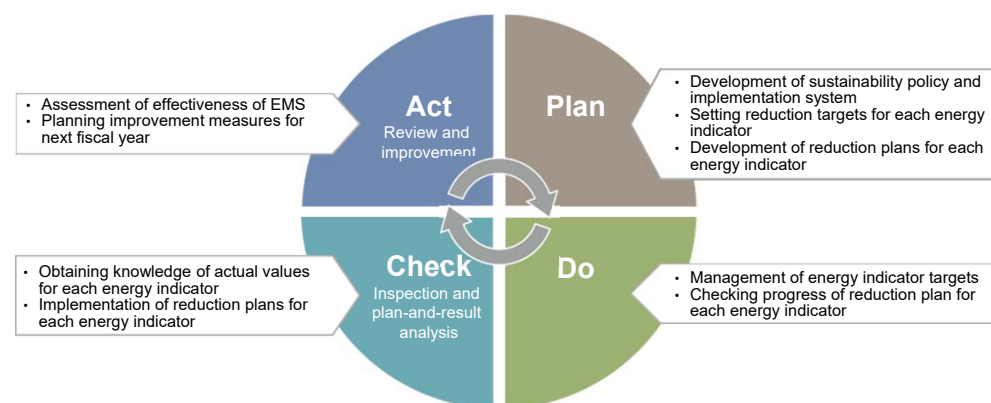 Act
Review and
improvement
• Assessment of effectiveness of EMS
• Planning improvement measures for
next fiscal year
Plan
• Development of sustainability policy and
implementation system
• Setting reduction targets for each energy
indicator
• Development of reduction plans for each
energy indicator
Check
Inspection and
plan-and-result
analysis
• Obtaining knowledge of actual values
for each energy indicator
• Implementation of reduction plans for
each energy indicator
Do
• Management of energy indicator targets
• Checking progress of reduction plan for
each energy indicator